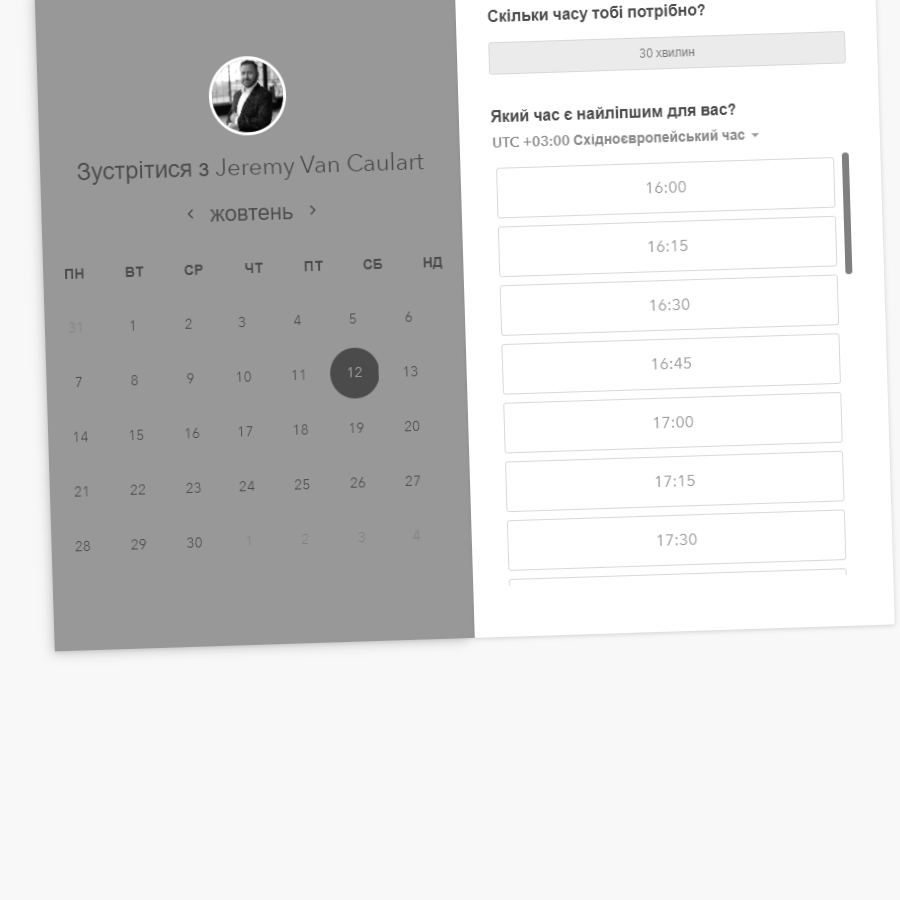 Зустрітися з Jeremy Van Caulart
жовтень
ПН ВТ СР ЧТ ПТ СБ НД
31 1 2 3 4 5 6
7 8 9 10 11 12 13
14 15 16 17 18 19 20
21 22 23 24 25 26 27
28 29 30 1 2 3 4
Скільки часу тобі потрібно?
30 хвилин
Який час є найліпшим для вас?
UTC +03:00 Східноєвропейський час
16:00
16:15
16:30
16:45
17:00
17:15
17:30